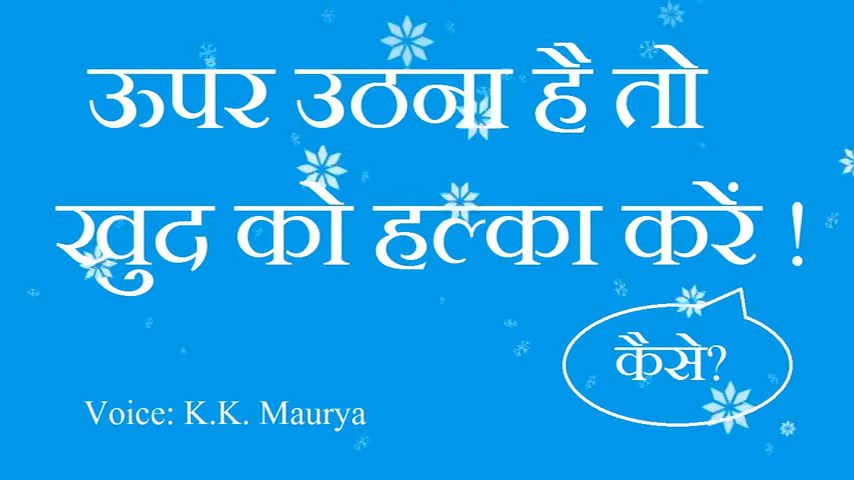 ऊपर उठना है तो
खुद को हल्का करें !
कैसे?
Voice: K.K. Maurya